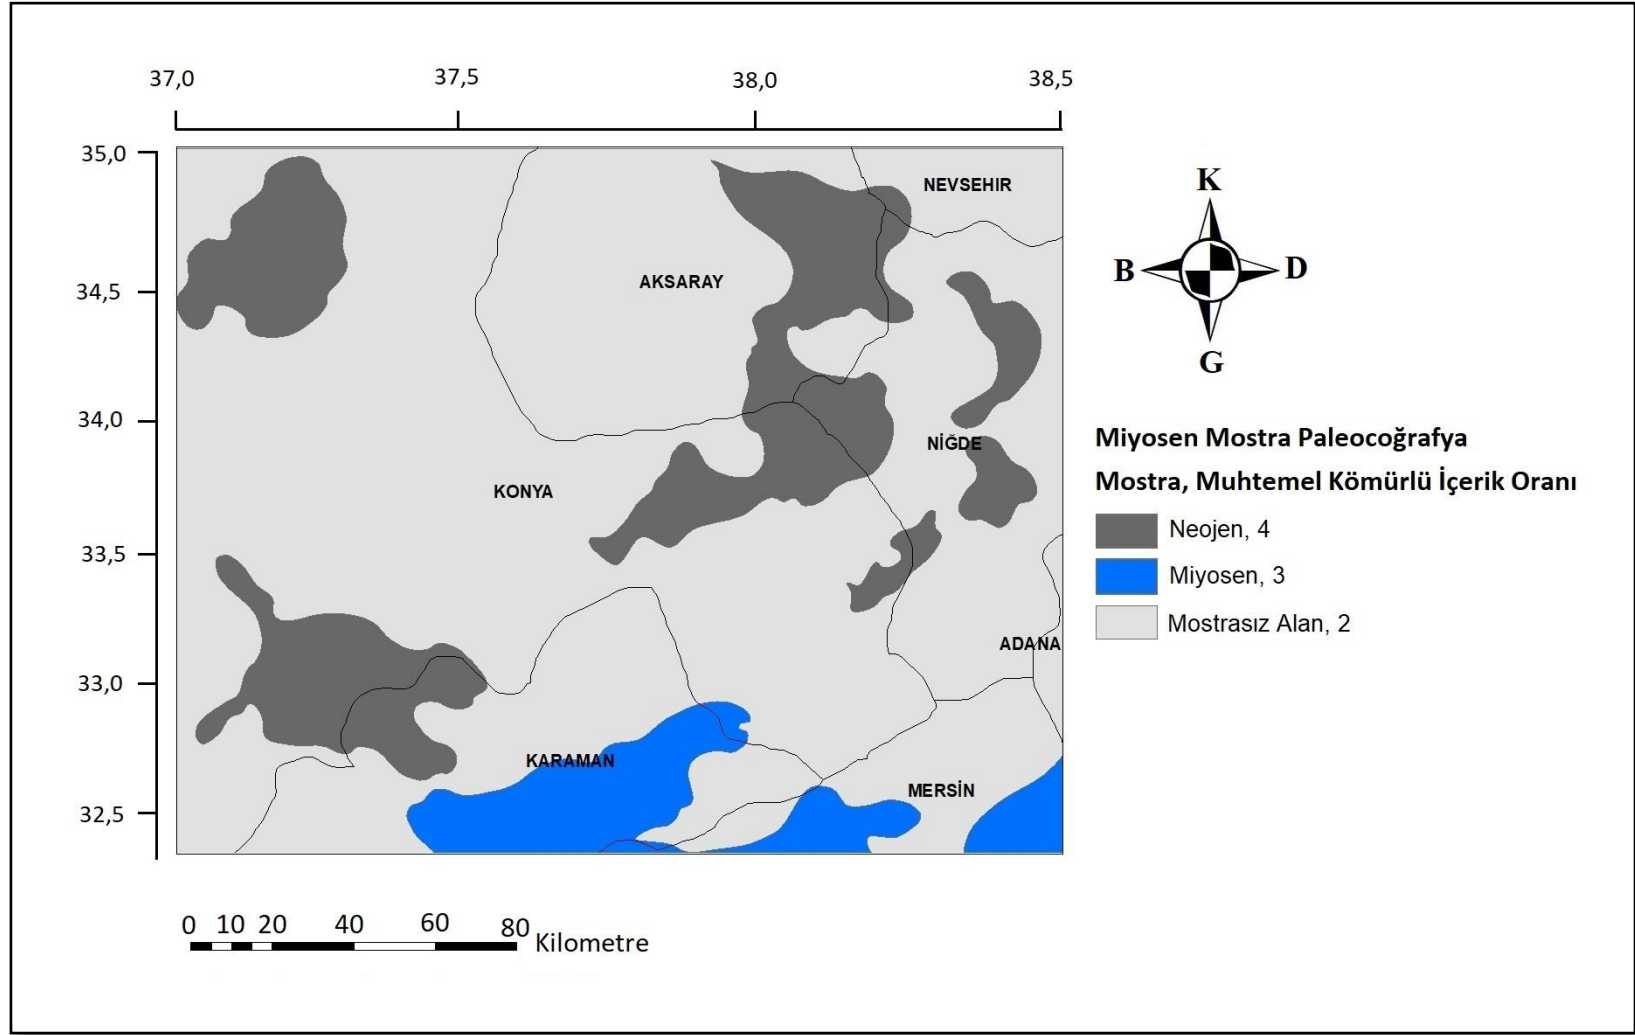 37,0 37,5 38,0 38,5
35,0
34,5
34,0
33,5
33,0
32,5
NEVSEHIR
AKSARAY
NİĞDE
KONYA
ADANA
KARAMAN
MERSİN
K
B D
G
Miyosen Mostra Paleocoğrafya
Mostra, Muhtemel Kömürlü İçerik Oranı
Neojen, 4
Miyosen, 3
Mostrasız Alan, 2
0 10 20 40 60 80 Kilometre